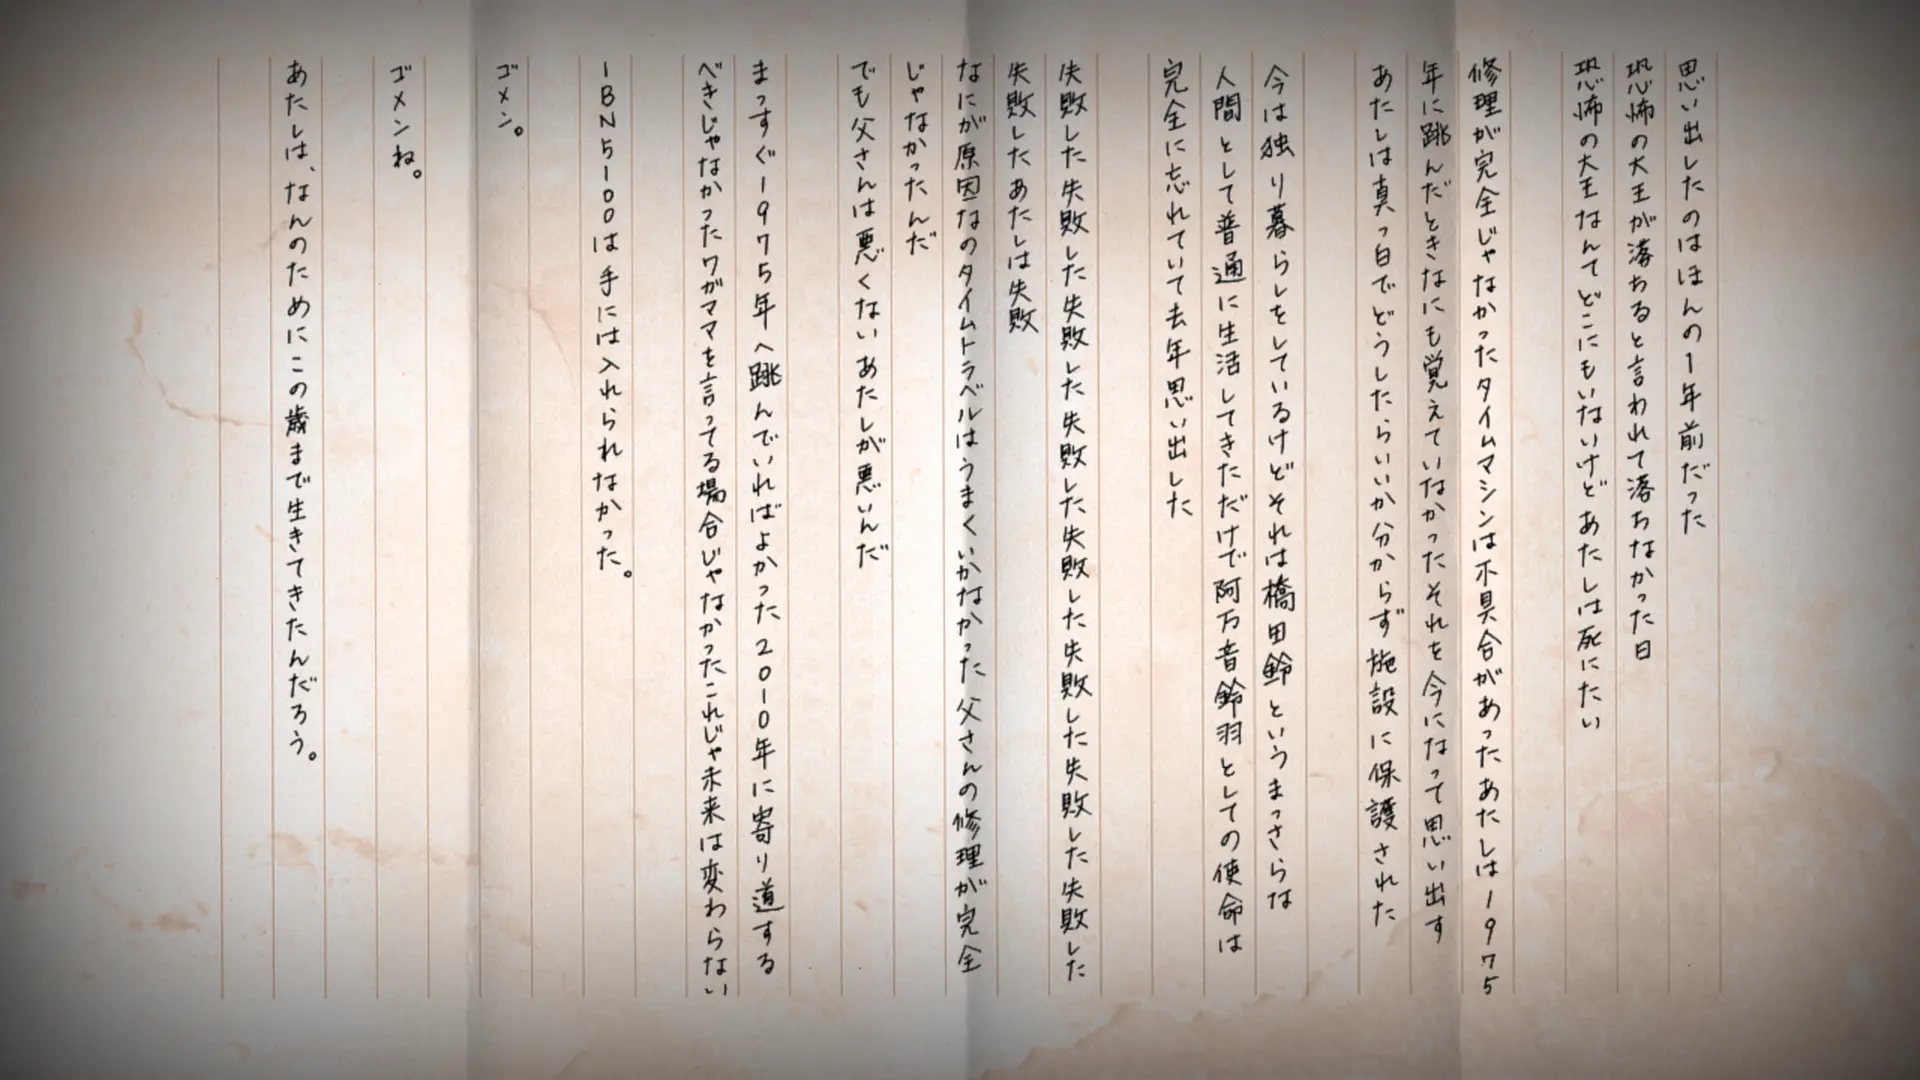 思い出したのはほんの1年前だった
恐怖の大王が落ちると言われて落ちなかった日
恐怖の大王なんてどこにもいないけどあたしは死にたい
修理が完全じゃなかったタイムマシンは不具合があったあたしは1975
年に跳んだときなにも覚えていなかったそれを今になって思い出す
あたしは真っ白でどうしたらいいか分からず施設に保護された
今は独り暮らしをしているけどそれは橋田鈴というまっさらな
人間として普通に生活してきただけで阿万音鈴羽としての使命は
完全に忘れていて去年思い出した
失敗した失敗した失敗した失敗した失敗した失敗した失敗した失敗した
失敗したあたしは失敗
なにが原因なのタイムトラベルはうまくいかなかった父さんの修理が完全
じゃなかったんだ
でも父さんは悪くないあたしが悪いんだ
まっすぐ1975年へ跳んでいればよかった2010年に寄り道する
べきじゃなかったワガママを言ってる場合じゃなかったこれじゃ未来は変わらない
IBN5100は手には入れられなかった。
ゴメン。
ゴメンね。
あたしは、なんのためにこの歳まで生きてきたんだろう。